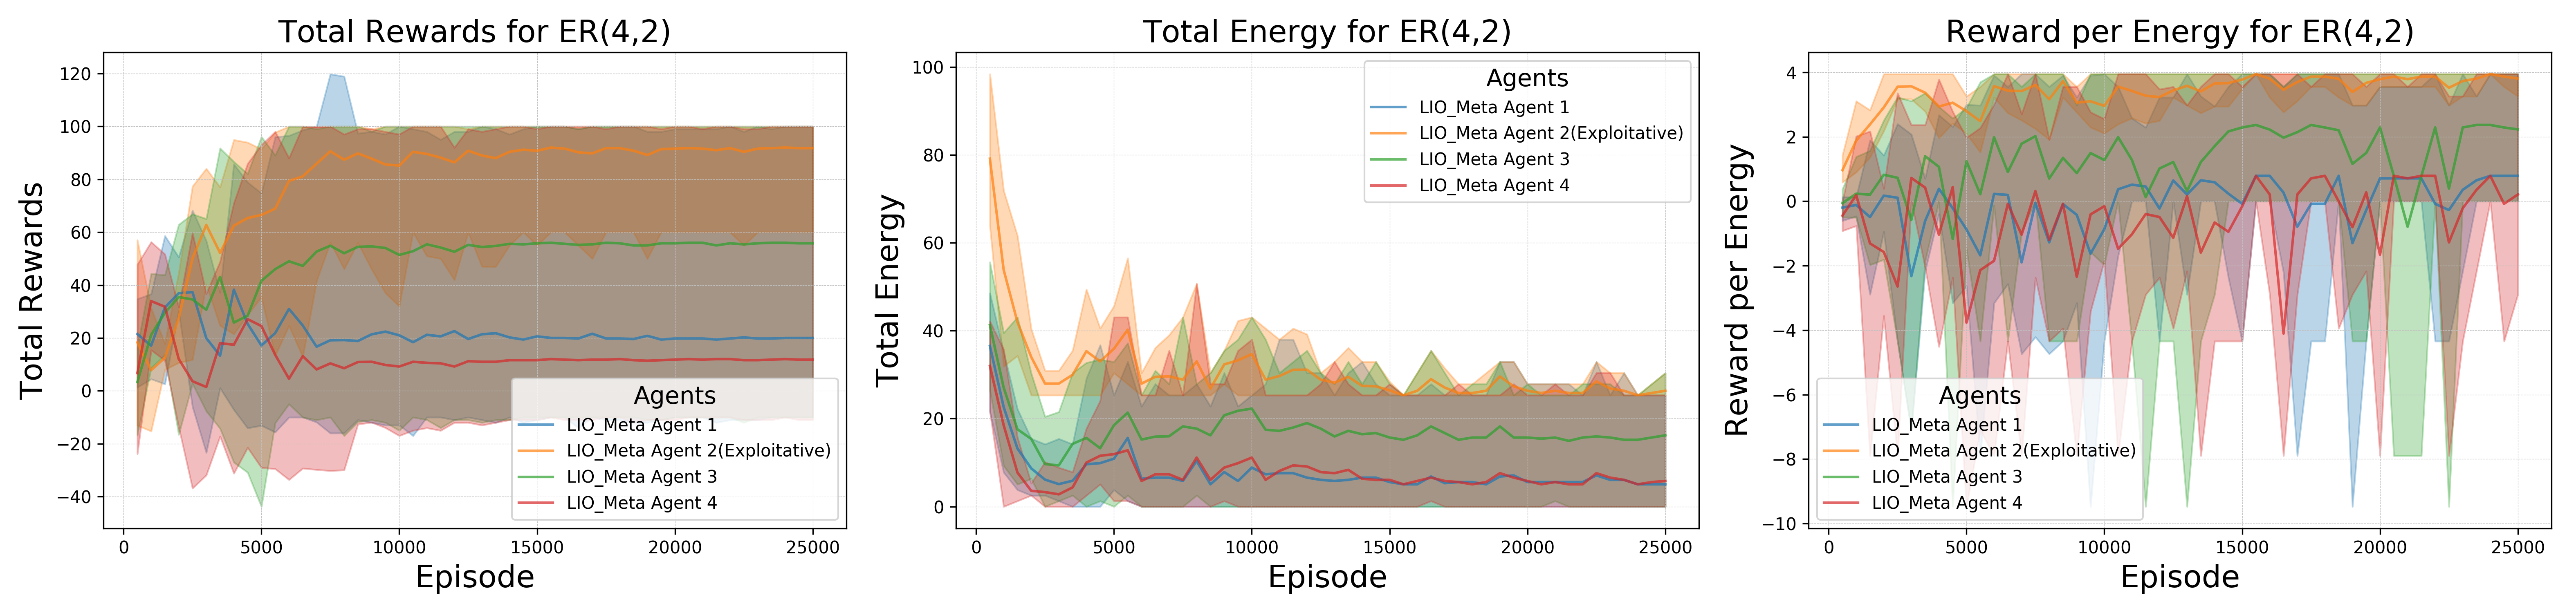 Total Rewards for ER(4,2)
Total Rewards
120
100
80
60
40
20
0
−20
−40
Agents
LIO_Meta Agent 1
LIO_Meta Agent 2(Exploitative)
LIO_Meta Agent 3
LIO_Meta Agent 4
0 5000 10000 15000 20000 25000
Episode
Total Energy for ER(4,2)
Total Energy
100
80
60
40
20
0
Agents
LIO_Meta Agent 1
LIO_Meta Agent 2(Exploitative)
LIO_Meta Agent 3
LIO_Meta Agent 4
0 5000 10000 15000 20000 25000
Episode
Reward per Energy for ER(4,2)
Reward per Energy
4
2
0
−2
−4
−6
−8
−10
Agents
LIO_Meta Agent 1
LIO_Meta Agent 2(Exploitative)
LIO_Meta Agent 3
LIO_Meta Agent 4
0 5000 10000 15000 20000 25000
Episode